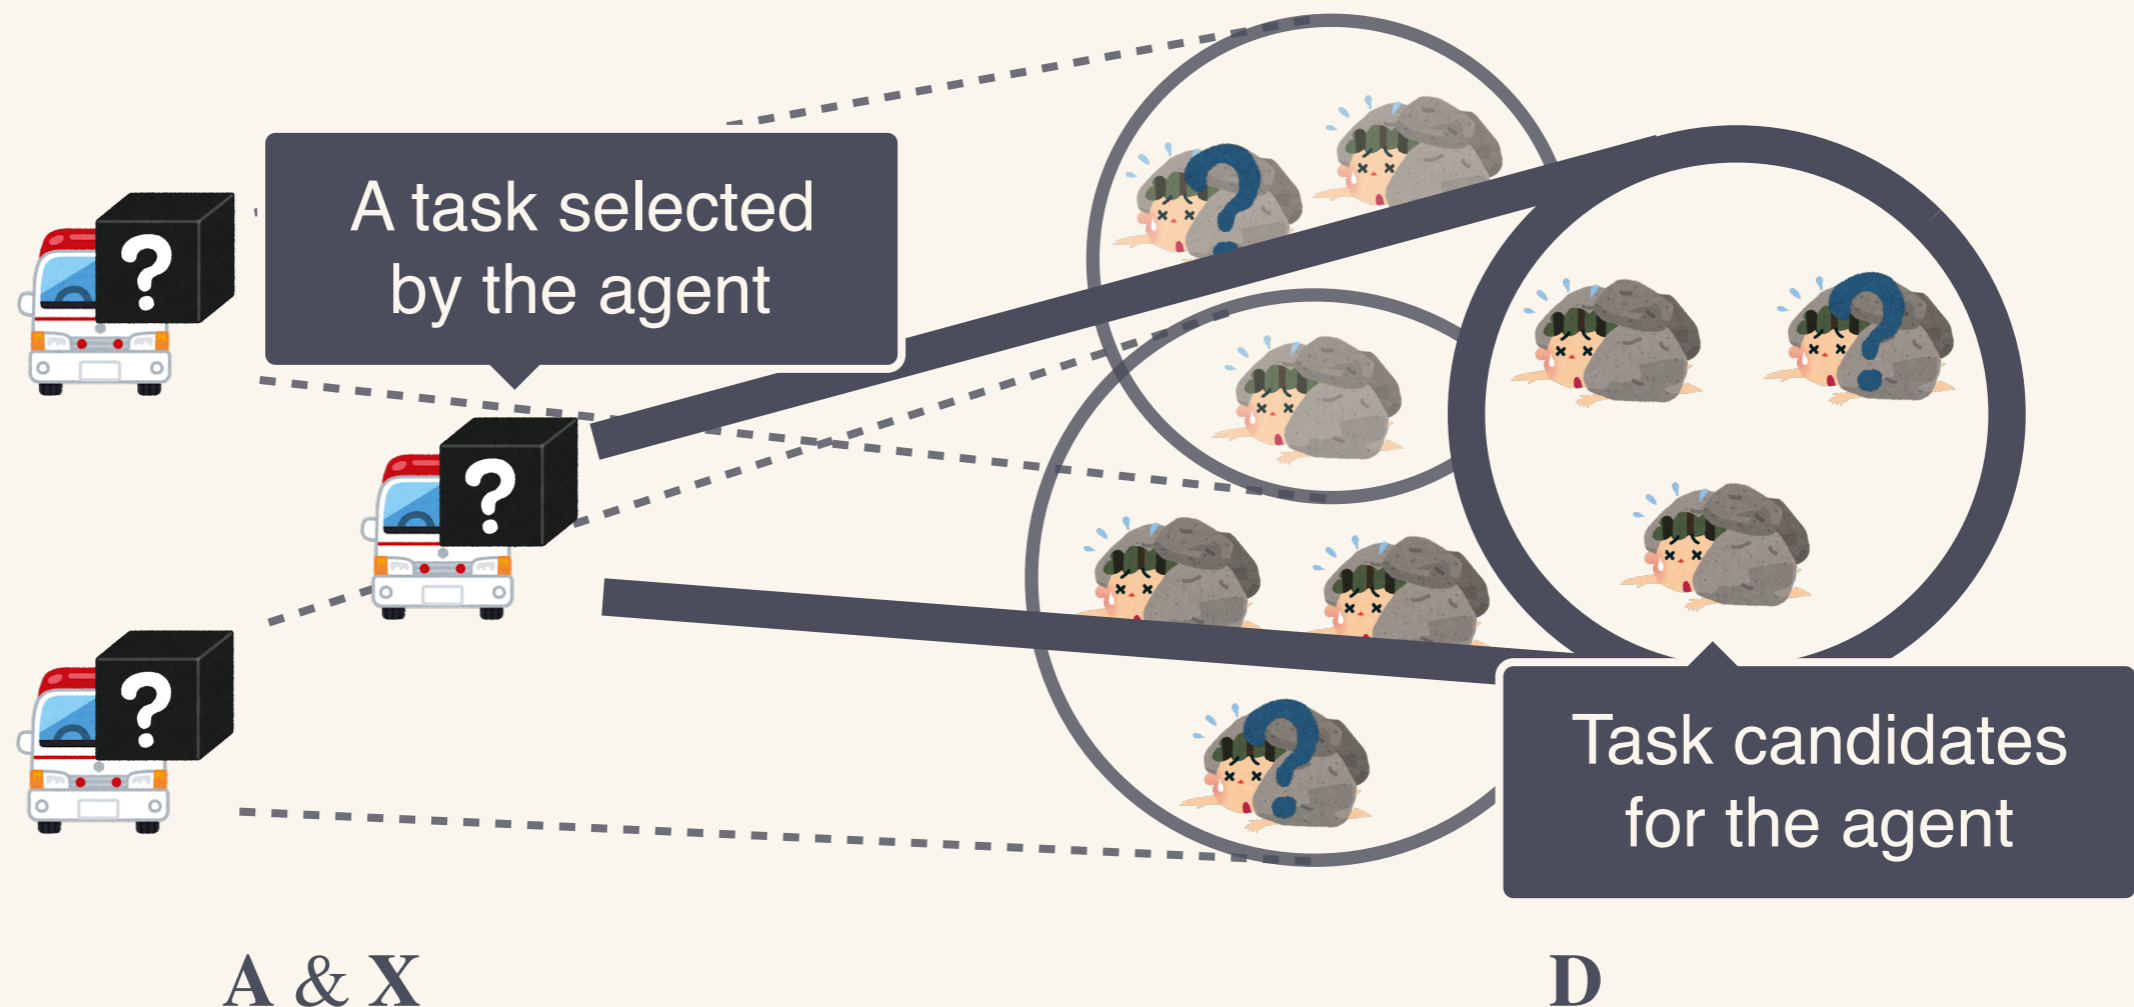 A task selected
by the agent
?
?
?
?
?
?
Task candidates
for the agent
A & X
D